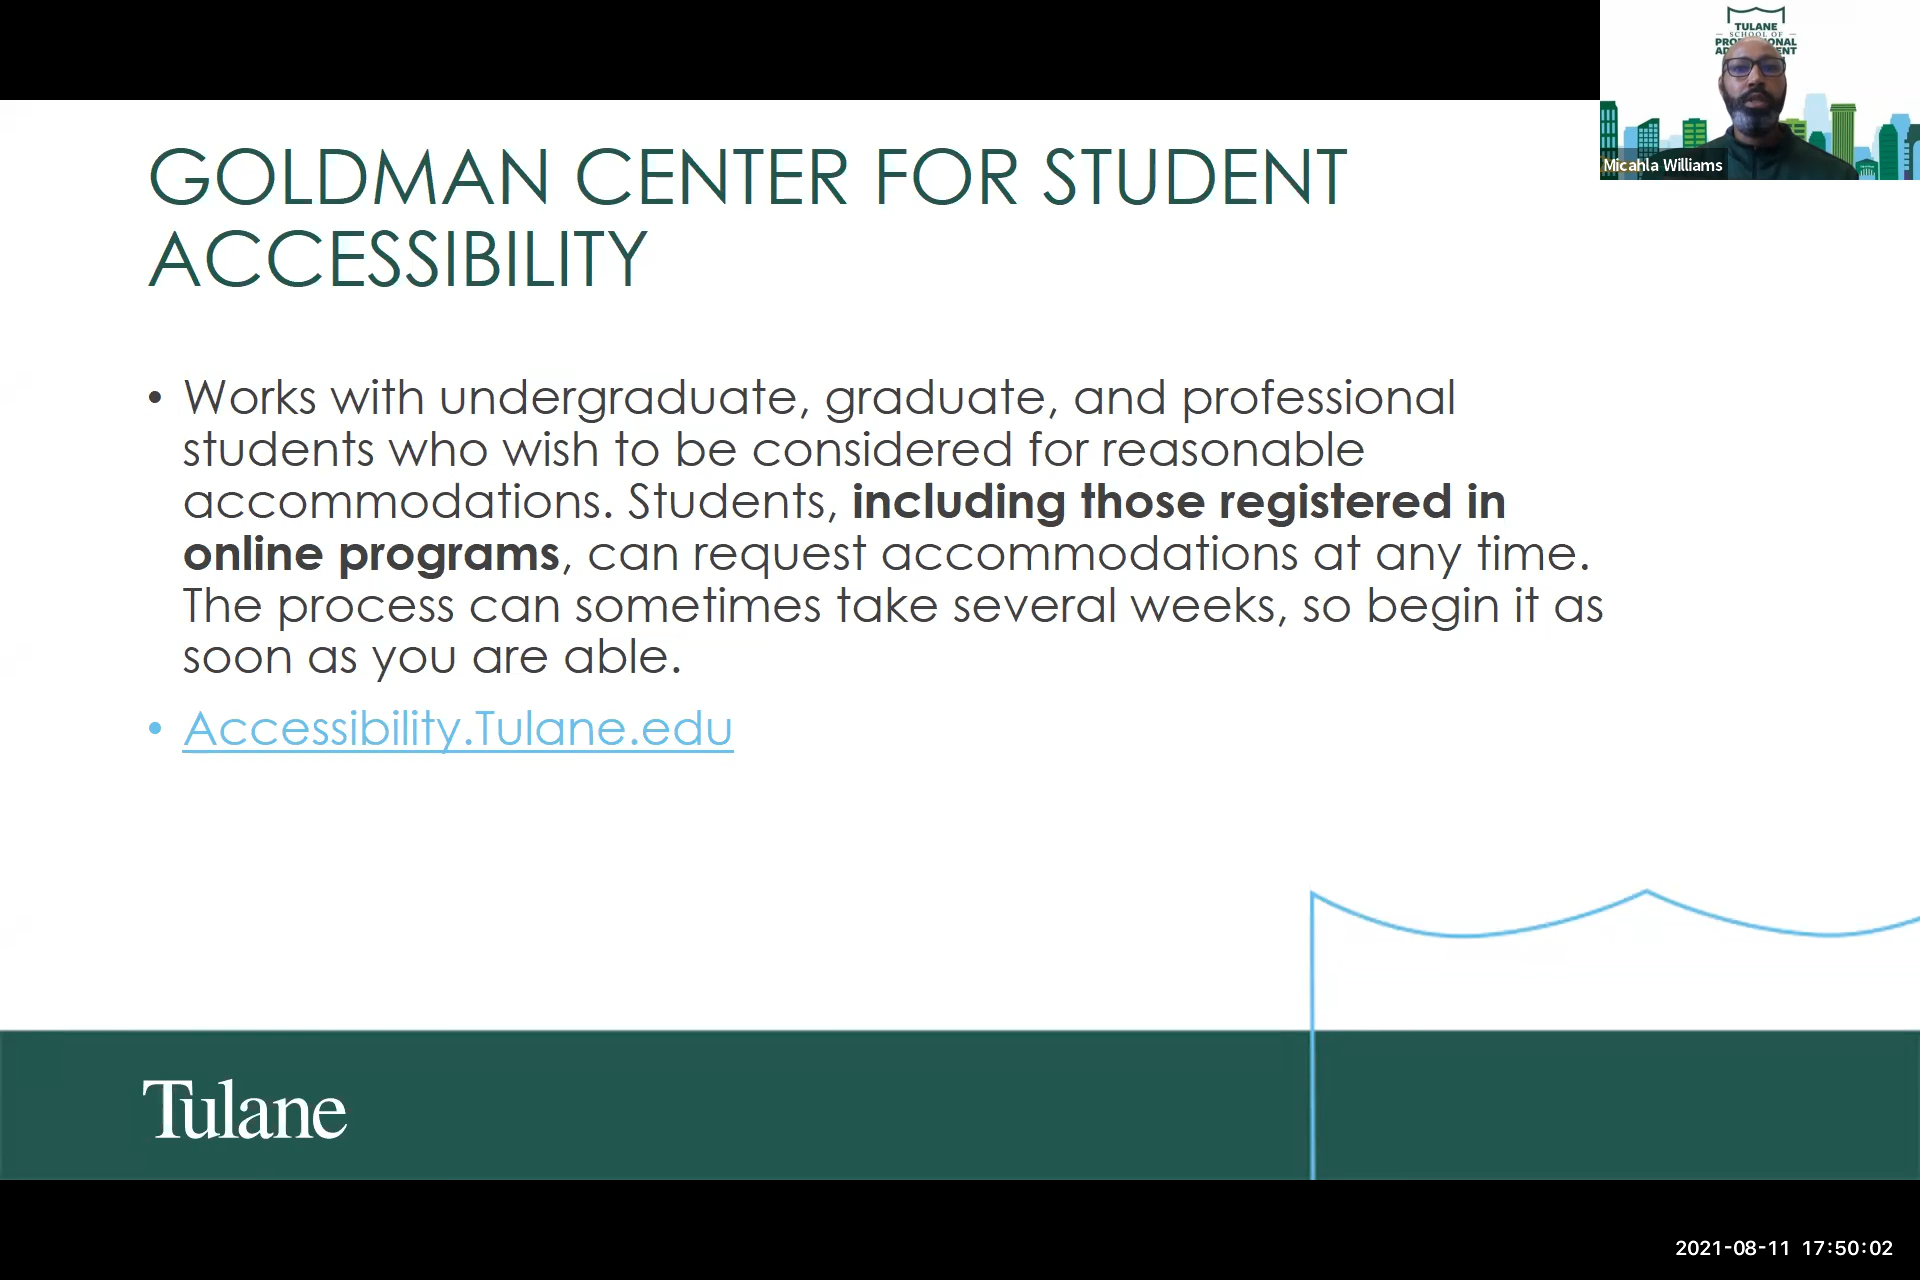 TULANE
SCHOOL OF
GOLDMAN CENTER FOR STUDENT
ACCESSIBILITY
Micahla Williams
• Works with undergraduate, graduate, and professional
students who wish to be considered for reasonable
accommodations. Students, including those registered in
online programs, can request accommodations at any time.
The process can sometimes take several weeks, so begin it as
soon as you are able.
• Accessibility.Tulane.edu
Tulane
2021-08-11 17:50:02